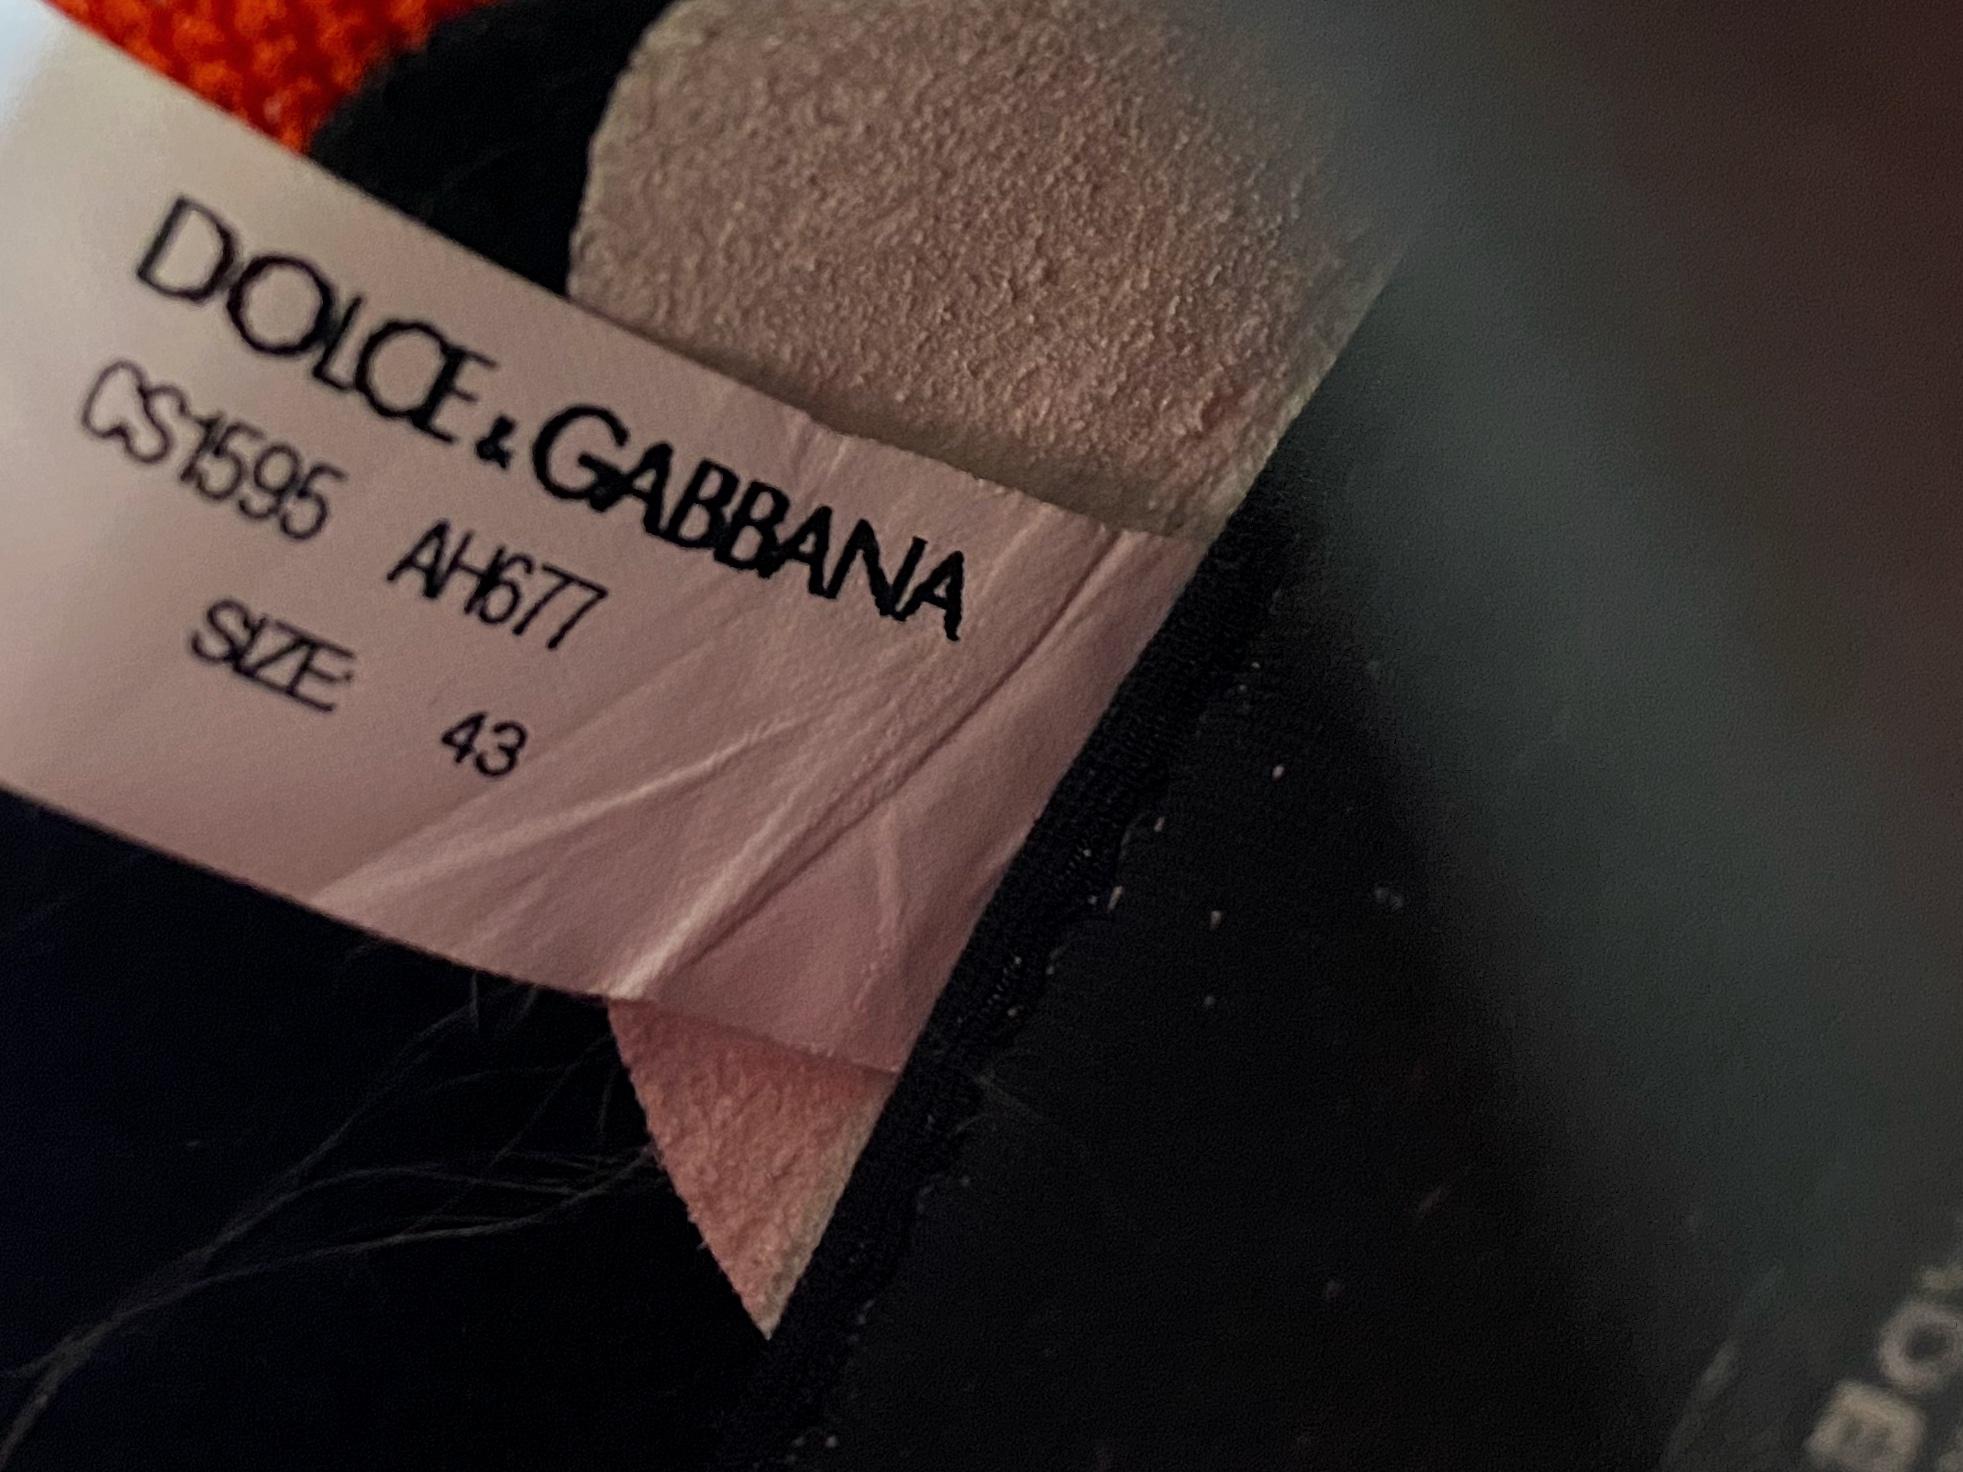 DOLCE & GABBANA
CS1595 AH677
SIZE 43